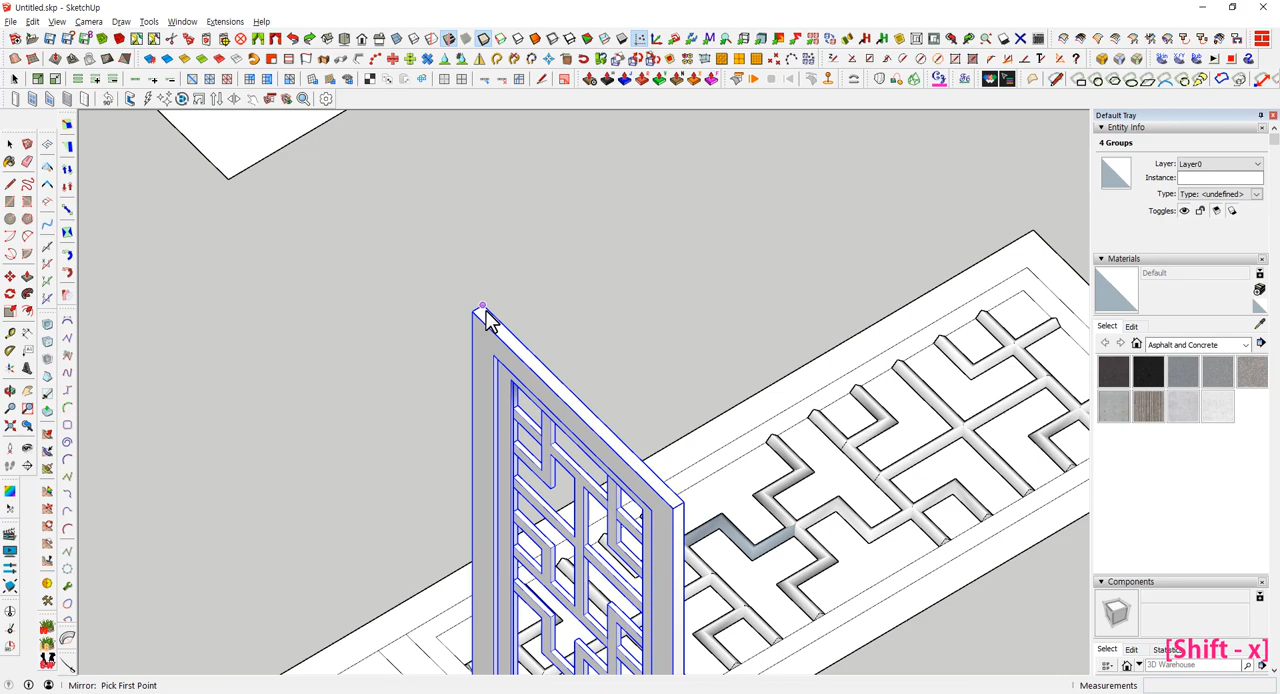 Untitled.skp - SketchUp
File Edit View Camera Draw Tools Window Extensions Help
Default Tray
Entity Info
4 Groups
Layer: Layer0
Instance:
Type: Type: <undefined>
Toggles:
Materials
Default
Select Edit
Asphalt and Concrete
Components
Select Edit
[Shift - x]
3D Warehouse
Mirror: Pick First Point
Measurements